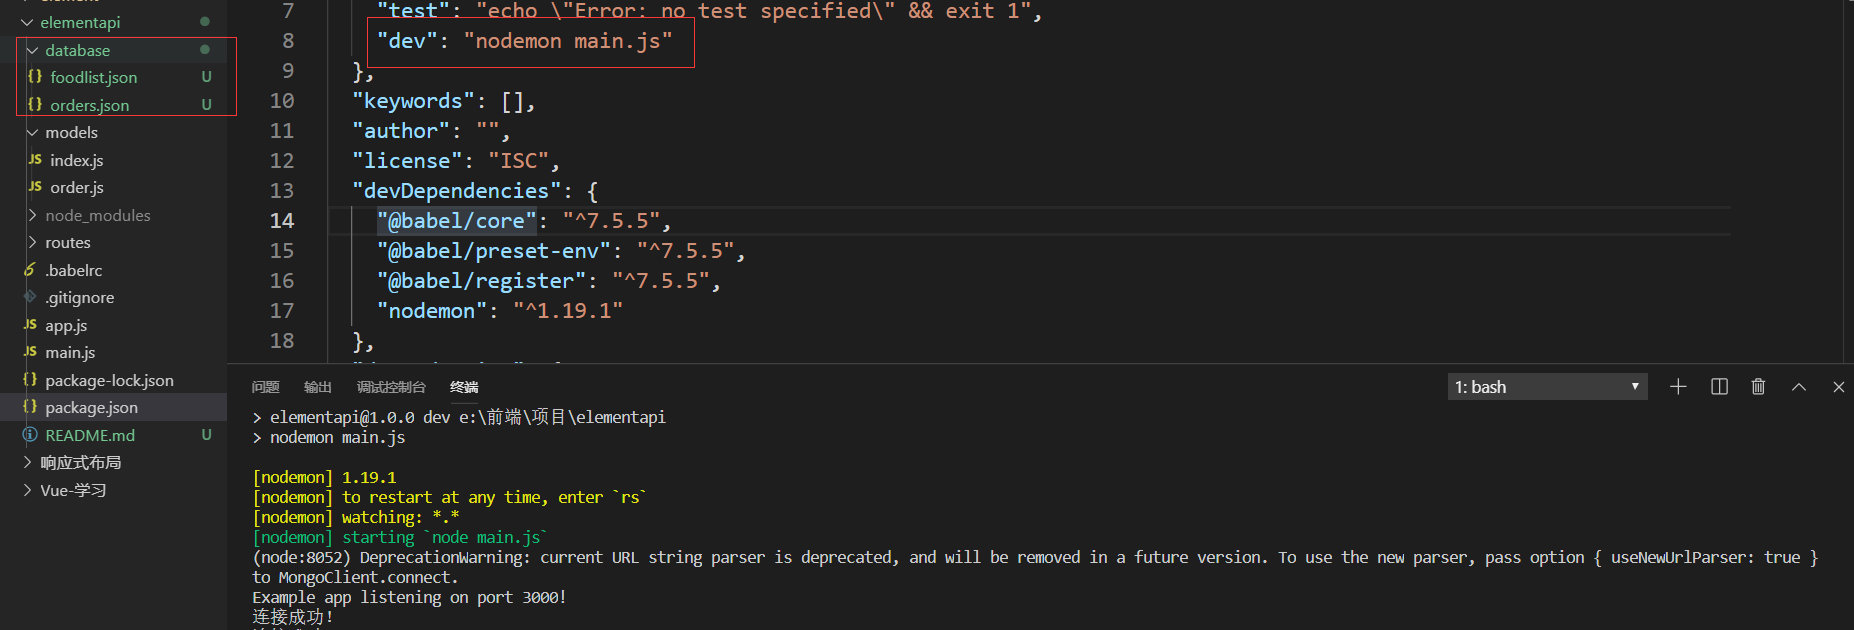 elementapi
database
foodlist.json U
orders.json U
models
JS index.js
JS order.js
node_modules
routes
.babelrc
.gitignore
JS app.js
JS main.js
{} package-lock.json
{} package.json
README.md U
响应式布局
Vue-学习
7 "test": "echo \"Error: no test specified\" && exit 1",
8 "dev": "nodemon main.js"
9 },
10 "keywords": [],
11 "author": "",
12 "license": "ISC",
13 "devDependencies": {
14 "@babel/core": "^7.5.5",
15 "@babel/preset-env": "^7.5.5",
16 "@babel/register": "^7.5.5",
17 "nodemon": "^1.19.1"
18 },
问题 输出 调试控制台 终端 1: bash
> elementapi@1.0.0 dev e:\前端\项目\elementapi
> nodemon main.js
[nodemon] 1.19.1
[nodemon] to restart at any time, enter `rs`
[nodemon] watching: *.*
[nodemon] starting `node main.js`
(node:8052) DeprecationWarning: current URL string parser is deprecated, and will be removed in a future version. To use the new parser, pass option { useNewUrlParser: true }
to MongoClient.connect.
Example app listening on port 3000!
连接成功!